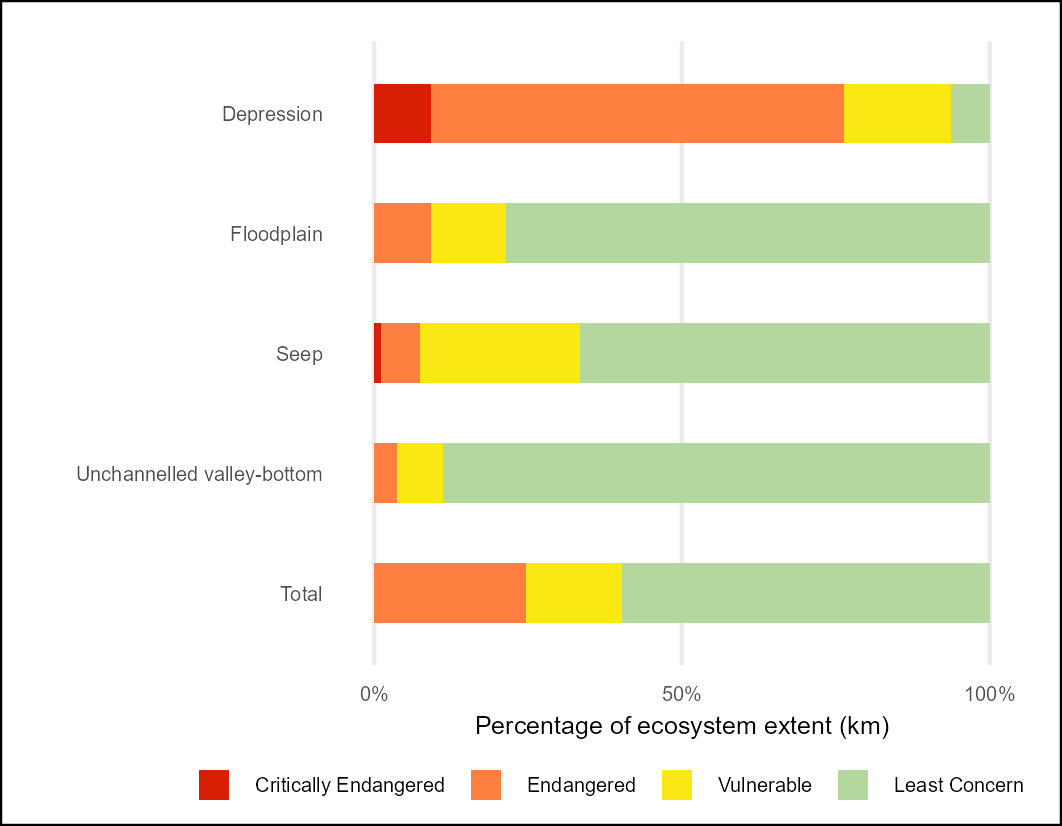 Depression
Floodplain
Seep
Unchannelled valley-bottom
Total
0% 50% 100%
Percentage of ecosystem extent (km)
Critically Endangered Endangered Vulnerable Least Concern